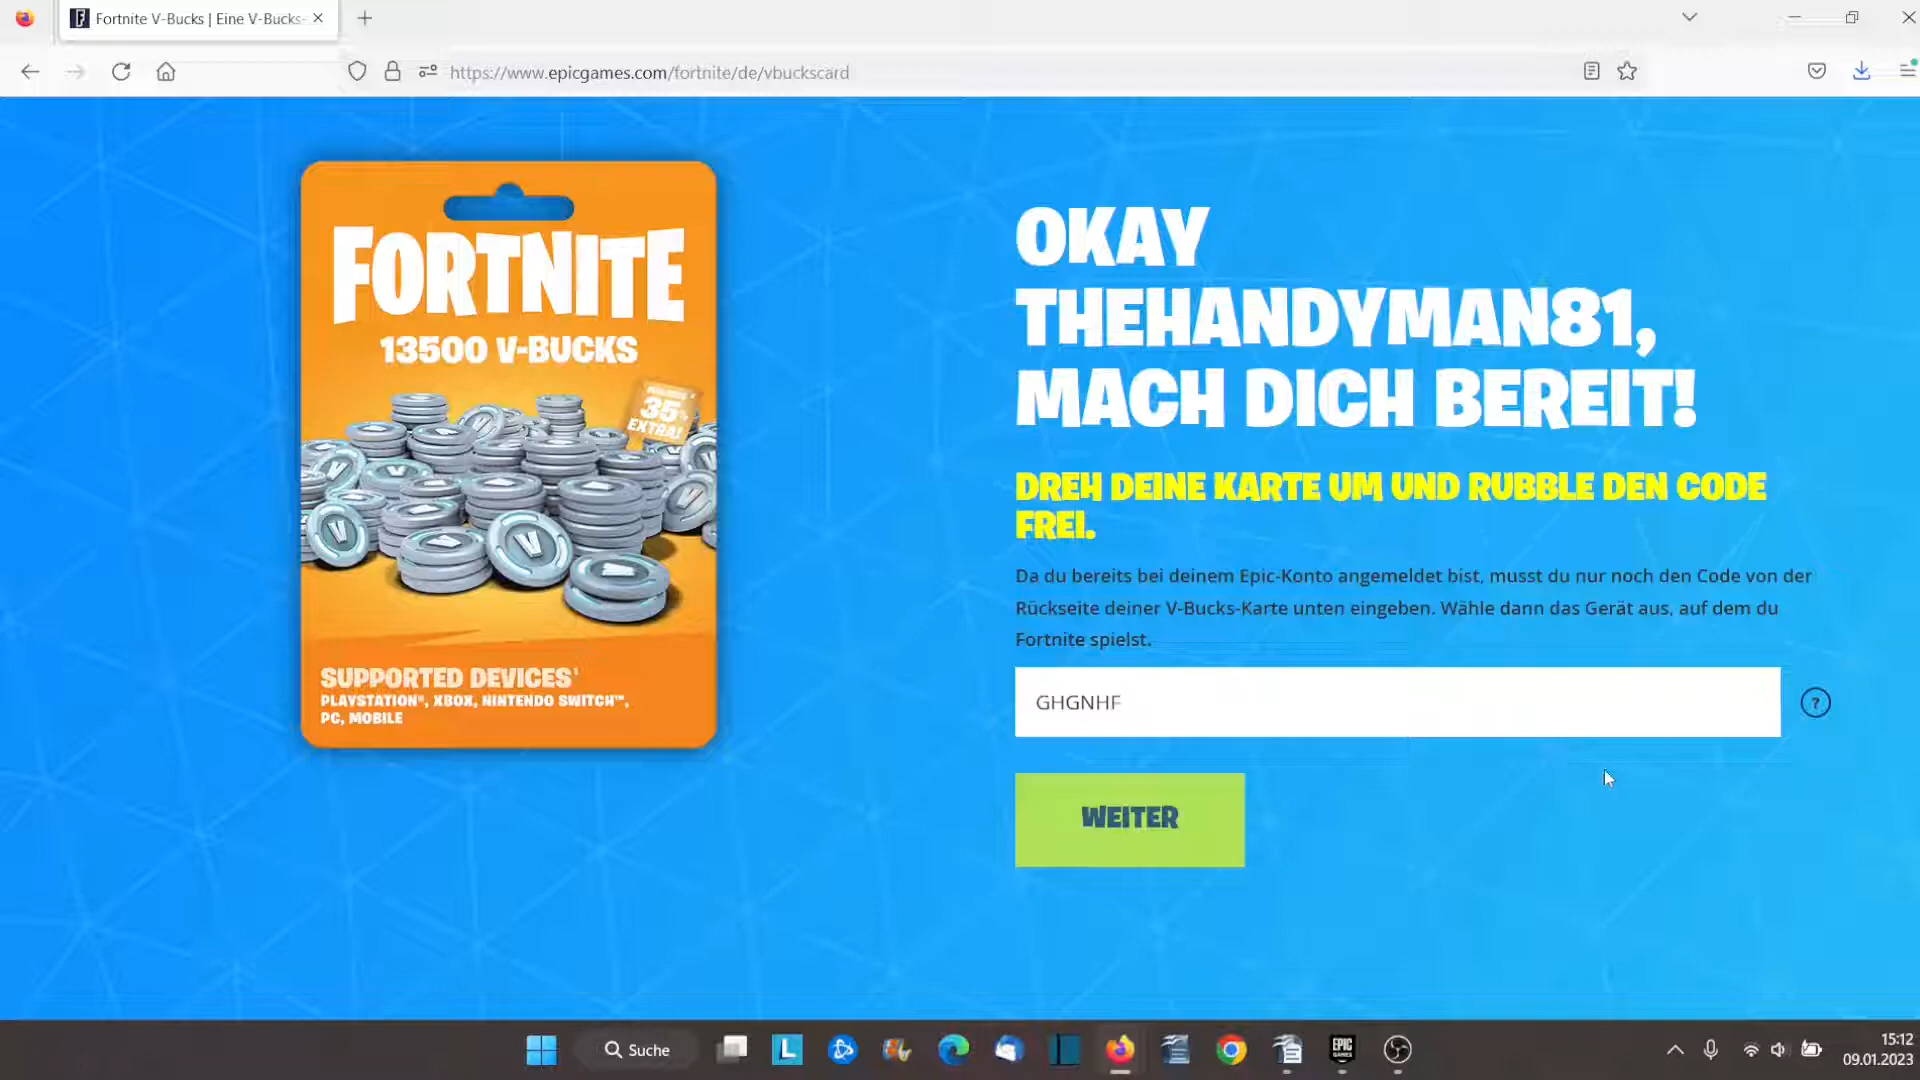 Fortnite V-Bucks | Eine V-Bucks-
https://www.epicgames.com/fortnite/de/vbuckscard
FORTNITE
13500 V-BUCKS
35%
EXTRA!
SUPPORTED DEVICES¹
PLAYSTATION®, XBOX, NINTENDO SWITCH™,
PC, MOBILE
OKAY
THEHANDYMAN81,
MACH DICH BEREIT!
DREH DEINE KARTE UM UND RUBBLE DEN CODE
FREI.
Da du bereits bei deinem Epic-Konto angemeldet bist, musst du nur noch den Code von der
Rückseite deiner V-Bucks-Karte unten eingeben. Wähle dann das Gerät aus, auf dem du
Fortnite spielst.
GHGNHF
?
WEITER
Suche
L
EPIC
GAMES
15:12
09.01.2023